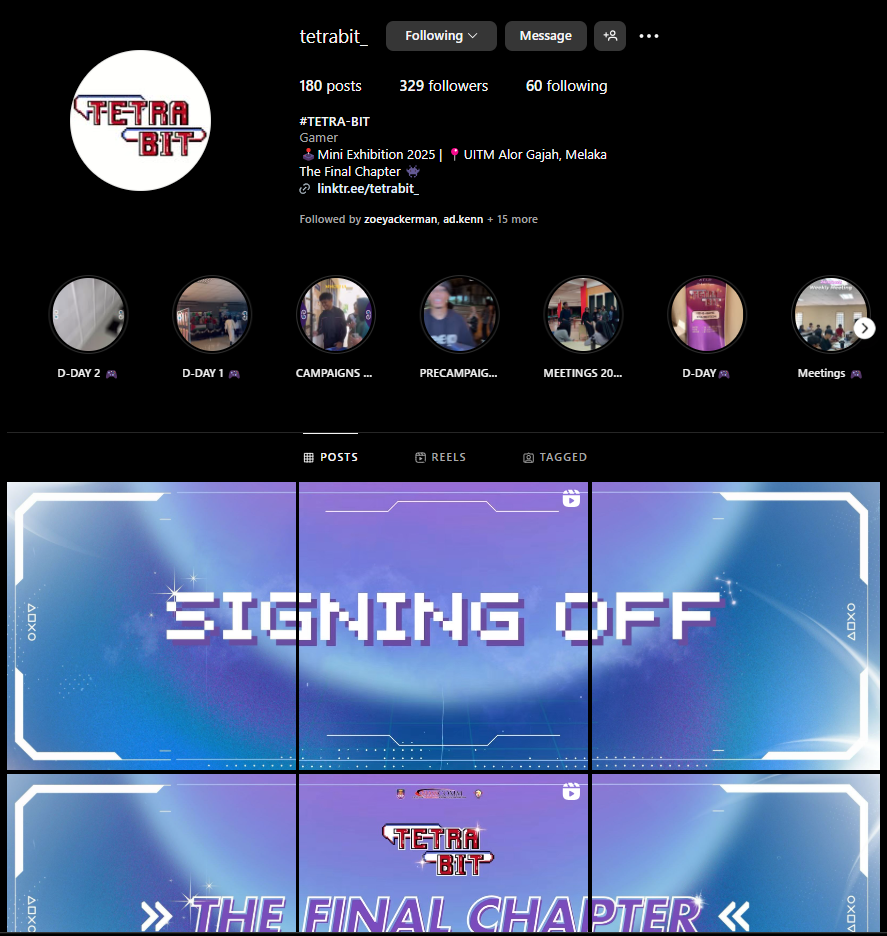 tetrabit_
Following
Message
180 posts
329 followers
60 following
#TETRA-BIT
Gamer
🕹️Mini Exhibition 2025 | 📍UITM Alor Gajah, Melaka
The Final Chapter 👾
linktr.ee/tetrabit_
Followed by zoeyackerman, ad.kenn + 15 more
TETRA
BIT
D-DAY 2 🎮
D-DAY 1 🎮
CAMPAIGNS ...
PRECAMPAIG...
MEETINGS 20...
D-DAY🎮
Meetings 🎮
Weekly Meeting
POSTS
REELS
TAGGED
SIGNING OFF
TETRA
BIT
THE FINAL CHAPTER